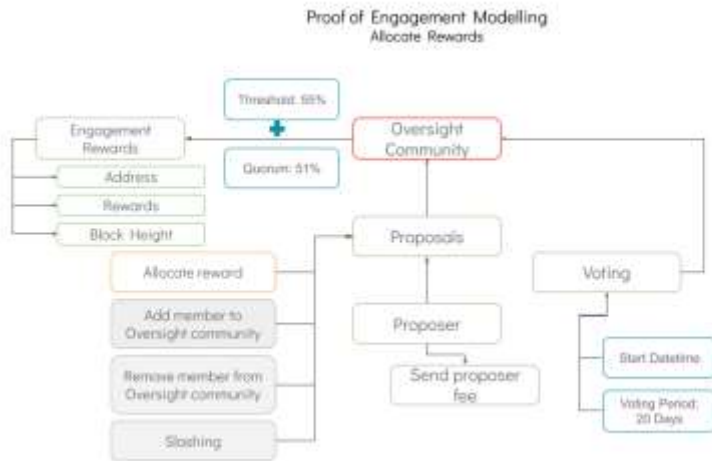 Proof of Engagement Modelling
Allocate Rewards
Threshold: 55%
Engagement
Rewards
Oversight
Community
Quorum: 51%
Address
Rewards
Block Height
Proposals
Allocate reward
Voting
Add member to
Oversight community
Proposer
Start Datetime
Remove member from
Oversight community
Send proposer
fee
Voting Period:
20 Days
Slashing